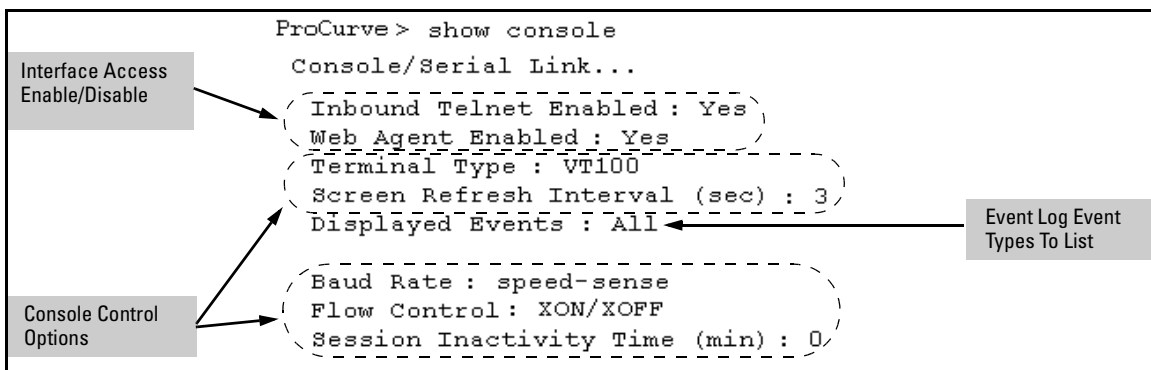 ProCurve> show console
Interface Access
Enable/Disable
Console/Serial Link...
Inbound Telnet Enabled : Yes
Web Agent Enabled : Yes
Terminal Type : VT100
Screen Refresh Interval (sec) : 3
Displayed Events : All
Event Log Event
Types To List
Console Control
Options
Baud Rate : speed-sense
Flow Control : XON/XOFF
Session Inactivity Time (min) : 0